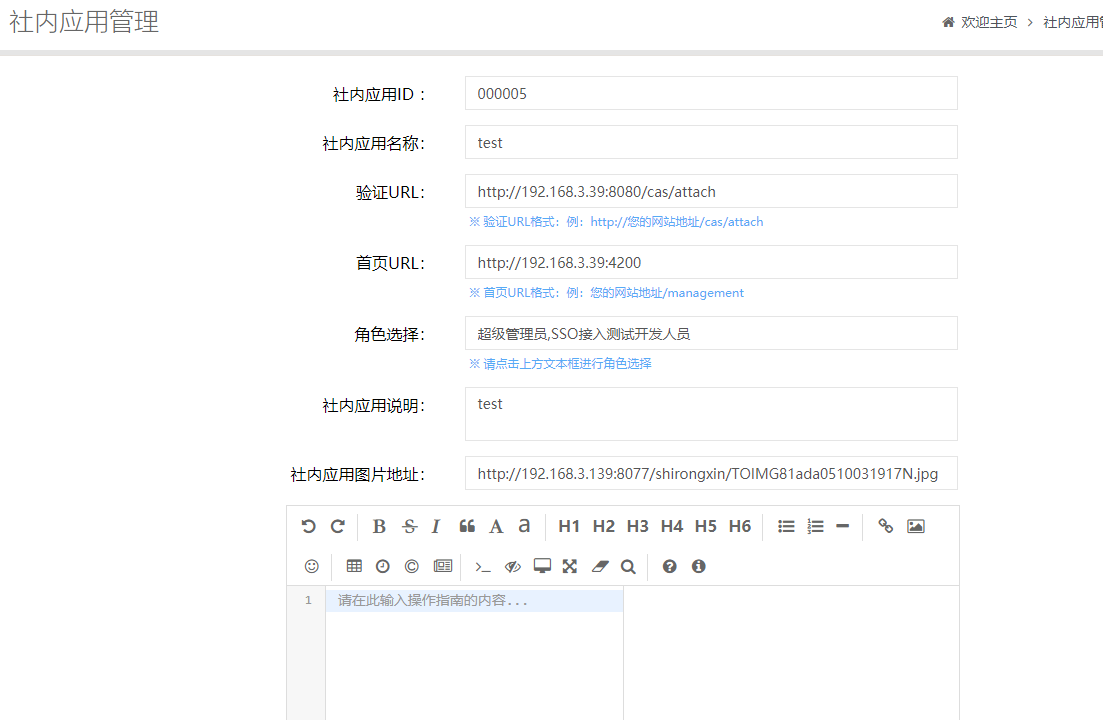 社内应用管理
欢迎主页 > 社内应用
社内应用ID ： 000005
社内应用名称： test
验证URL： http://192.168.3.39:8080/cas/attach
※ 验证URL格式：例：http://您的网站地址/cas/attach
首页URL： http://192.168.3.39:4200
※ 首页URL格式：例：您的网站地址/management
角色选择： 超级管理员,SSO接入测试开发人员
※ 请点击上方文本框进行角色选择
社内应用说明： test
社内应用图片地址： http://192.168.3.139:8077/shirongxin/TOIMG81ada0510031917N.jpg
B S I A a H1 H2 H3 H4 H5 H6
1 请在此输入操作指南的内容...